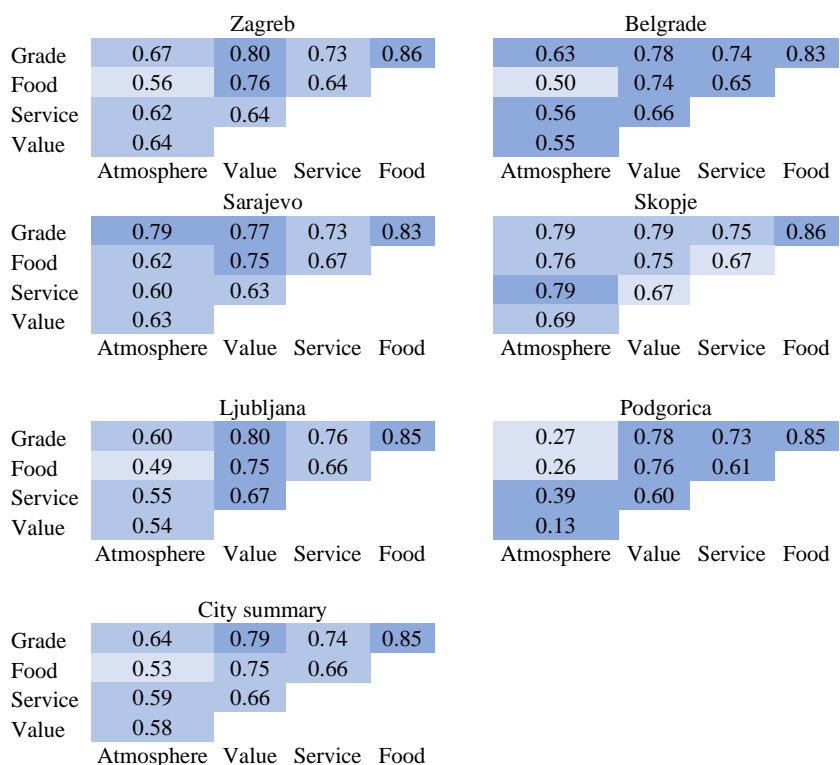 Zagreb Belgrade
Grade 0.67 0.80 0.73 0.86 0.63 0.78 0.74 0.83
Food 0.56 0.76 0.64 0.50 0.74 0.65
Service 0.62 0.64 0.56 0.66
Value 0.64 0.55
Atmosphere Value Service Food Atmosphere Value Service Food
Sarajevo Skopje
Grade 0.79 0.77 0.73 0.83 0.79 0.79 0.75 0.86
Food 0.62 0.75 0.67 0.76 0.75 0.67
Service 0.60 0.63 0.79 0.67
Value 0.63 0.69
Atmosphere Value Service Food Atmosphere Value Service Food
Ljubljana Podgorica
Grade 0.60 0.80 0.76 0.85 0.27 0.78 0.73 0.85
Food 0.49 0.75 0.66 0.26 0.76 0.61
Service 0.55 0.67 0.39 0.60
Value 0.54 0.13
Atmosphere Value Service Food Atmosphere Value Service Food
City summary
Grade 0.64 0.79 0.74 0.85
Food 0.53 0.75 0.66
Service 0.59 0.66
Value 0.58
Atmosphere Value Service Food